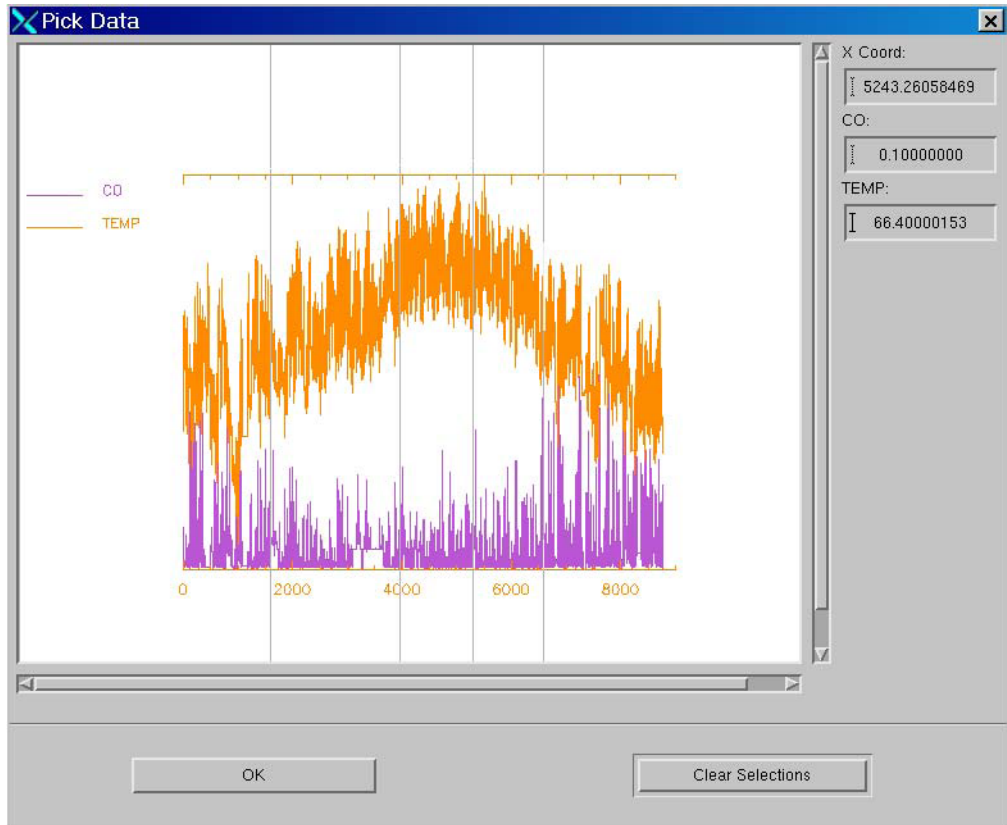 Pick Data
X Coord:
5243.26058469
CO:
0.10000000
TEMP:
66.40000153
CO
TEMP
0 2000 4000 6000 8000
OK
Clear Selections